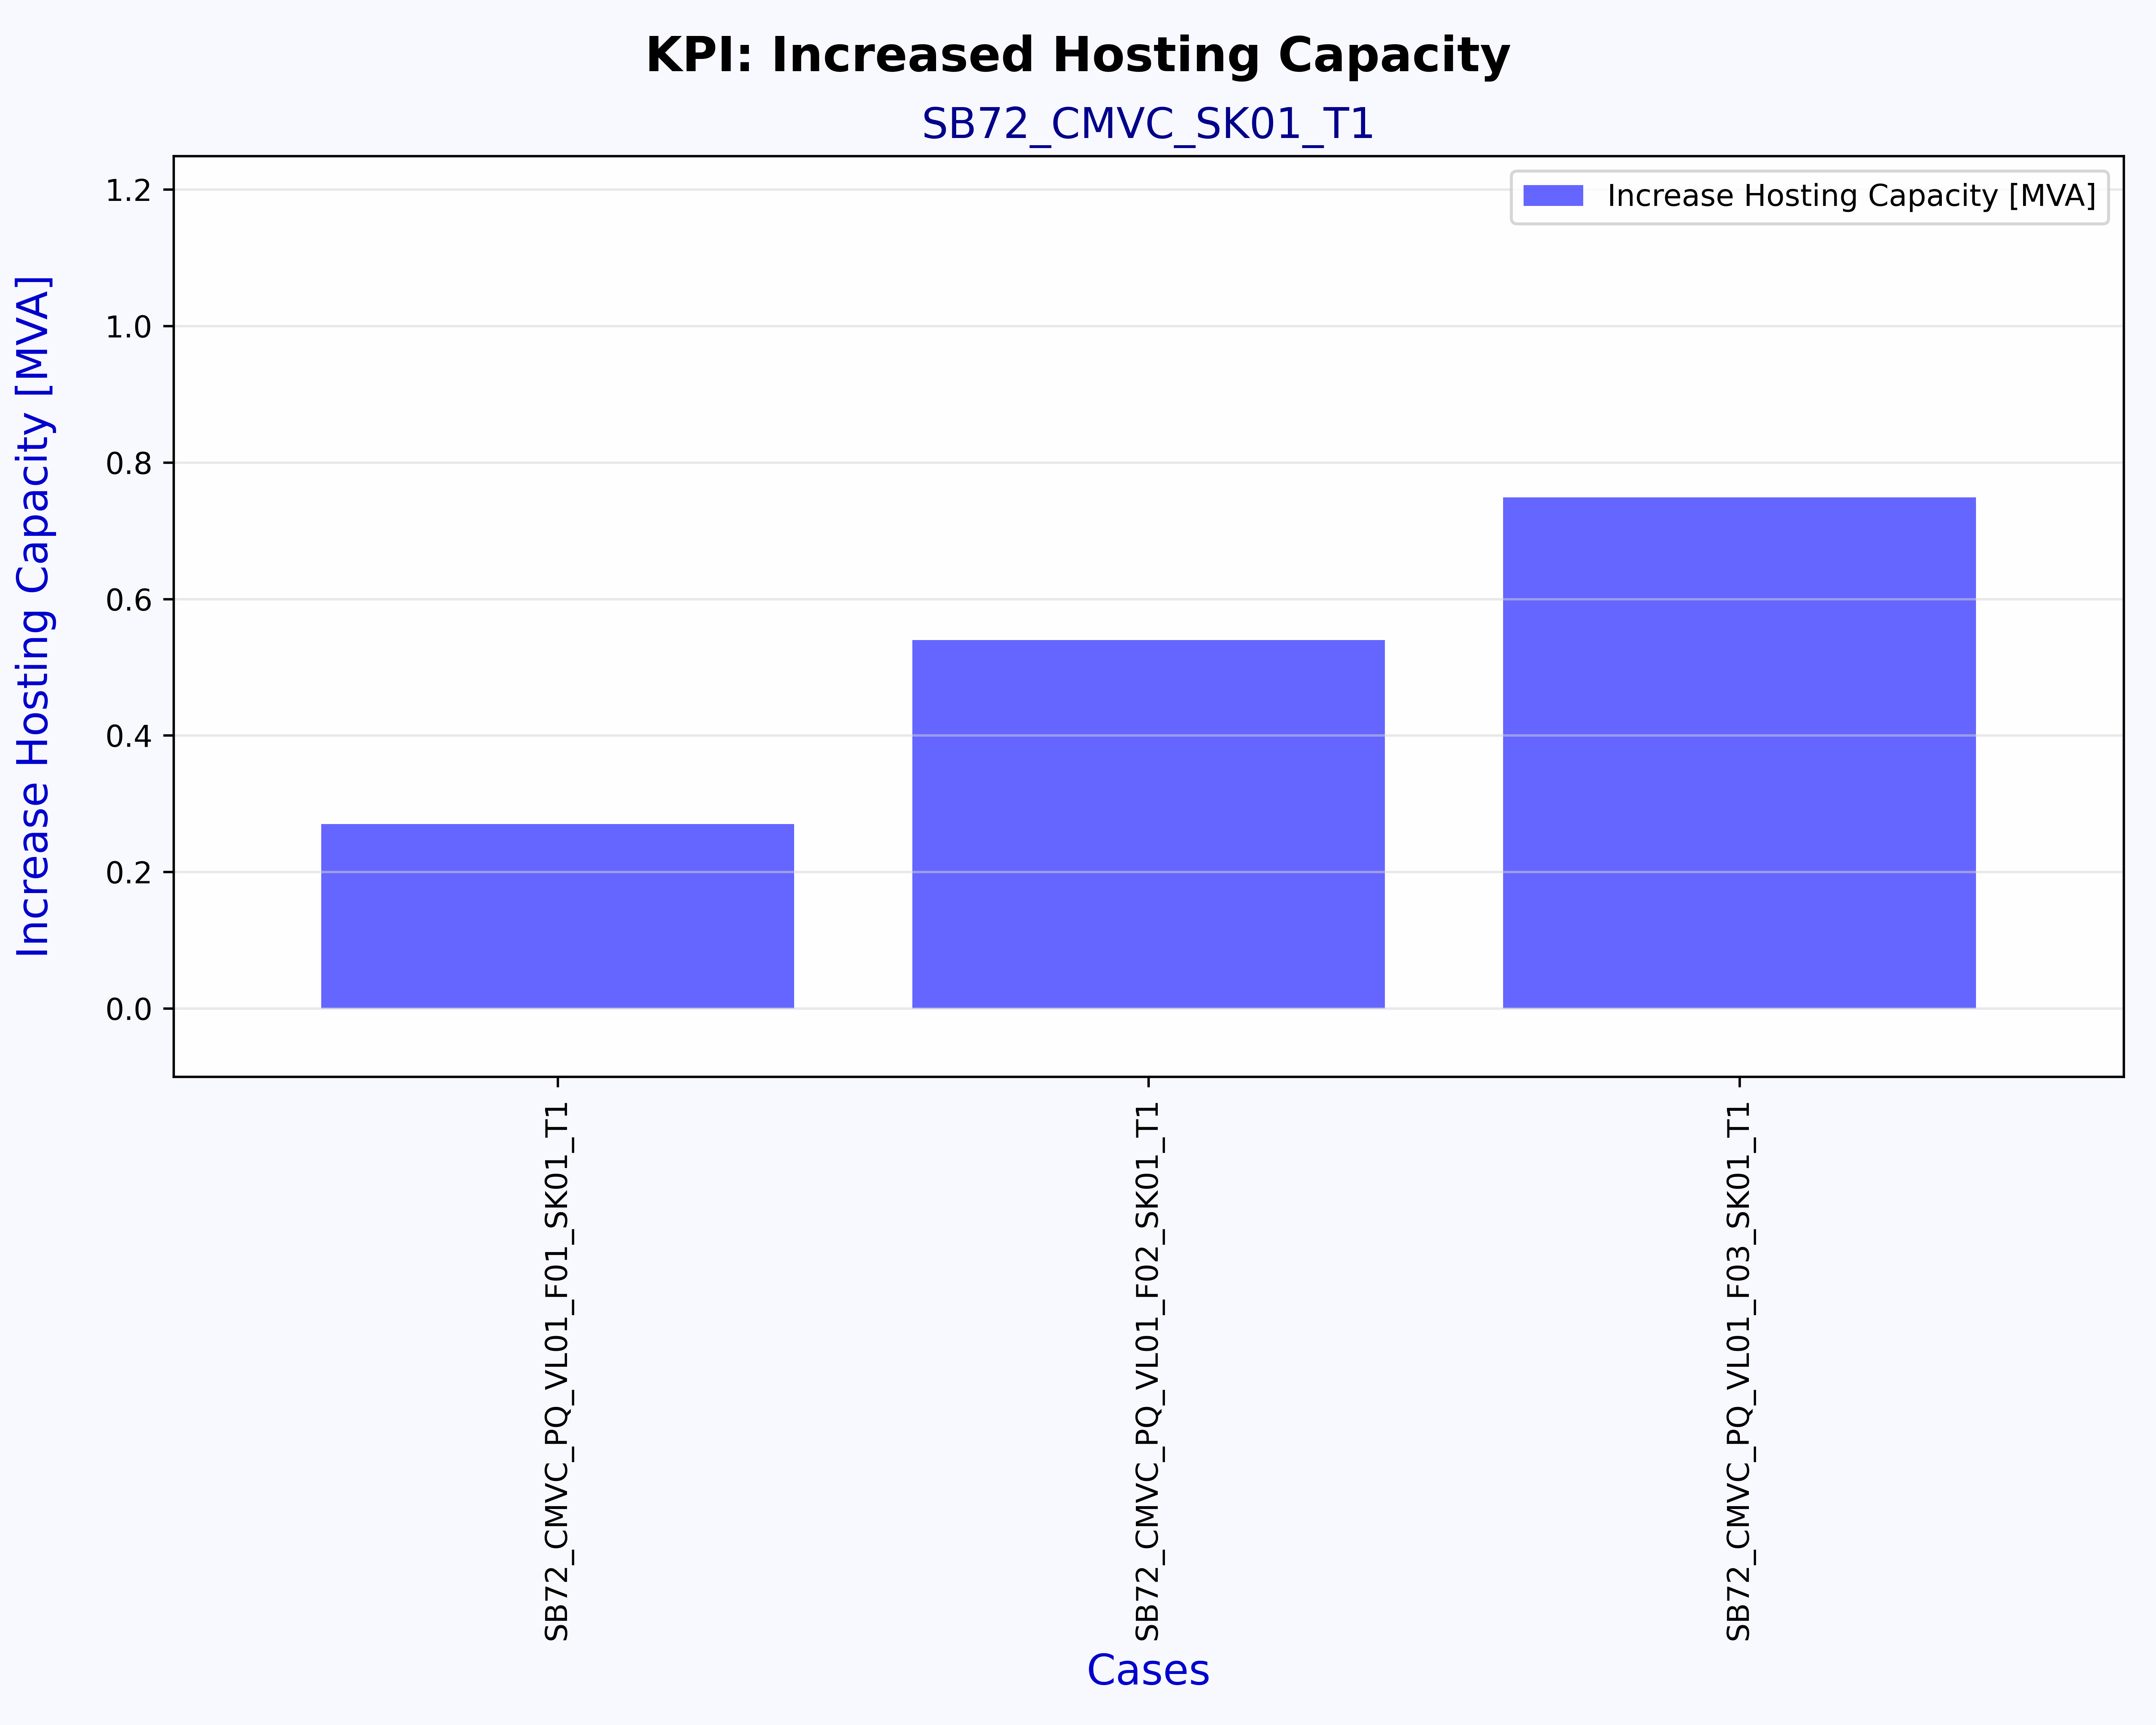 KPI: Increased Hosting Capacity
SB72_CMVC_SK01_T1
Increase Hosting Capacity [MVA]
1.2
1.0
0.8
0.6
0.4
0.2
0.0
Increase Hosting Capacity [MVA]
SB72_CMVC_PQ_VL01_F01_SK01_T1
SB72_CMVC_PQ_VL01_F02_SK01_T1
SB72_CMVC_PQ_VL01_F03_SK01_T1
Cases